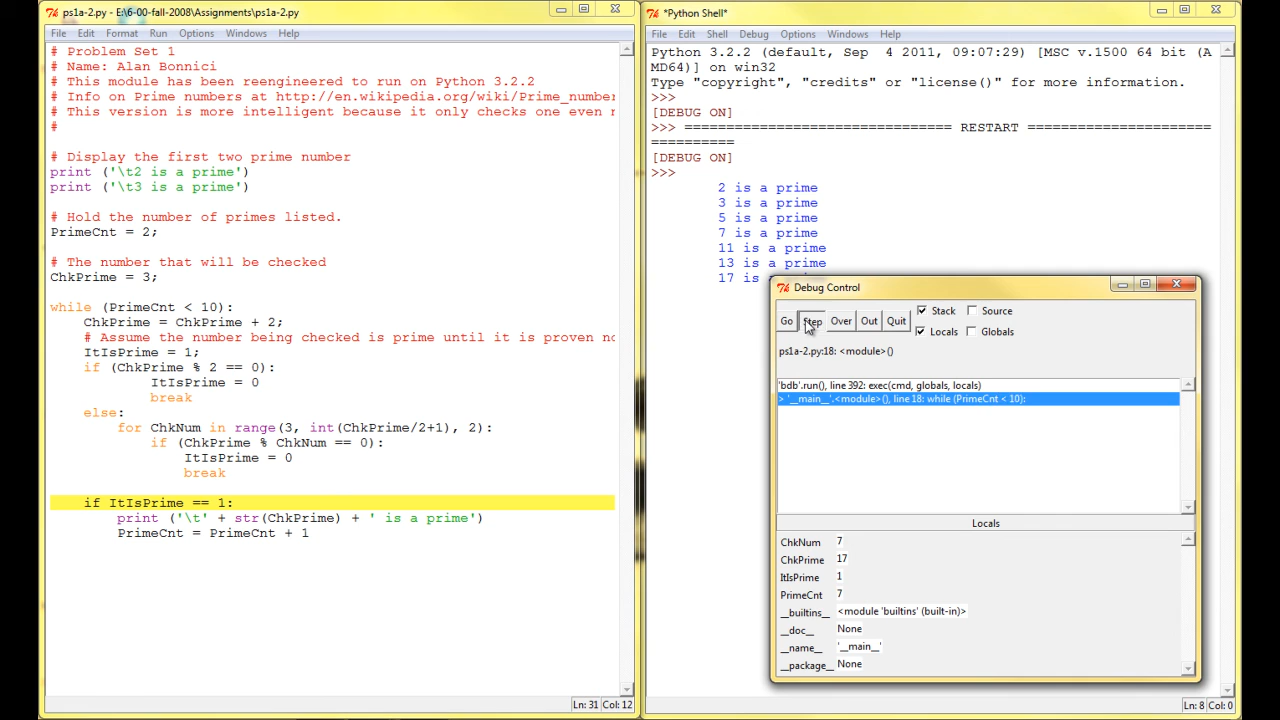 ps1a-2.py - E:\6-00-fall-2008\Assignments\ps1a-2.py
File Edit Format Run Options Windows Help
# Problem Set 1
# Name: Alan Bonnici
# This module has been reengineered to run on Python 3.2.2
# Info on Prime numbers at http://en.wikipedia.org/wiki/Prime_number
# This version is more intelligent because it only checks one even n
#
# Display the first two prime number
print ('\t2 is a prime')
print ('\t3 is a prime')
# Hold the number of primes listed.
PrimeCnt = 2;
# The number that will be checked
ChkPrime = 3;
while (PrimeCnt < 10):
ChkPrime = ChkPrime + 2;
# Assume the number being checked is prime until it is proven no
ItIsPrime = 1;
if (ChkPrime % 2 == 0):
ItIsPrime = 0
break
else:
for ChkNum in range(3, int(ChkPrime/2+1), 2):
if (ChkPrime % ChkNum == 0):
ItIsPrime = 0
break
if ItIsPrime == 1:
print ('\t' + str(ChkPrime) + ' is a prime')
PrimeCnt = PrimeCnt + 1
Ln: 31 Col: 12
*Python Shell*
File Edit Shell Debug Options Windows Help
Python 3.2.2 (default, Sep  4 2011, 09:07:29) [MSC v.1500 64 bit (A
MD64)] on win32
Type "copyright", "credits" or "license()" for more information.
>>>
[DEBUG ON]
>>> ================================ RESTART ======================
==========
[DEBUG ON]
>>>
2 is a prime
3 is a prime
5 is a prime
7 is a prime
11 is a prime
13 is a prime
17 is
Debug Control
Go Step Over Out Quit
Stack Source
Locals Globals
ps1a-2.py:18: <module>()
'bdb'.run(), line 392: exec(cmd, globals, locals)
> '__main__'.<module>(), line 18: while (PrimeCnt < 10):
Locals
ChkNum 7
ChkPrime 17
ItIsPrime 1
PrimeCnt 7
__builtins__ <module 'builtins' (built-in)>
__doc__ None
__name__ '__main__'
__package__ None
Ln: 8 Col: 0